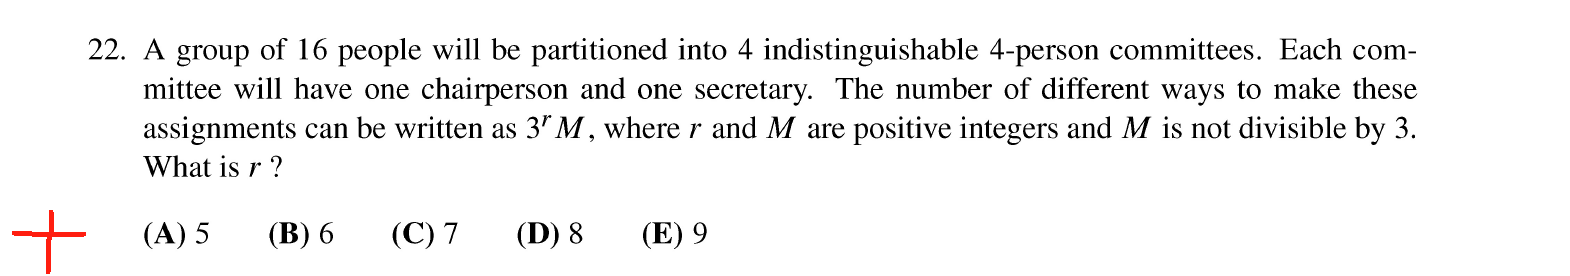 22. A group of 16 people will be partitioned into 4 indistinguishable 4-person committees. Each com-
mittee will have one chairperson and one secretary. The number of different ways to make these
assignments can be written as 3^r M, where r and M are positive integers and M is not divisible by 3.
What is r ?
(A) 5 (B) 6 (C) 7 (D) 8 (E) 9